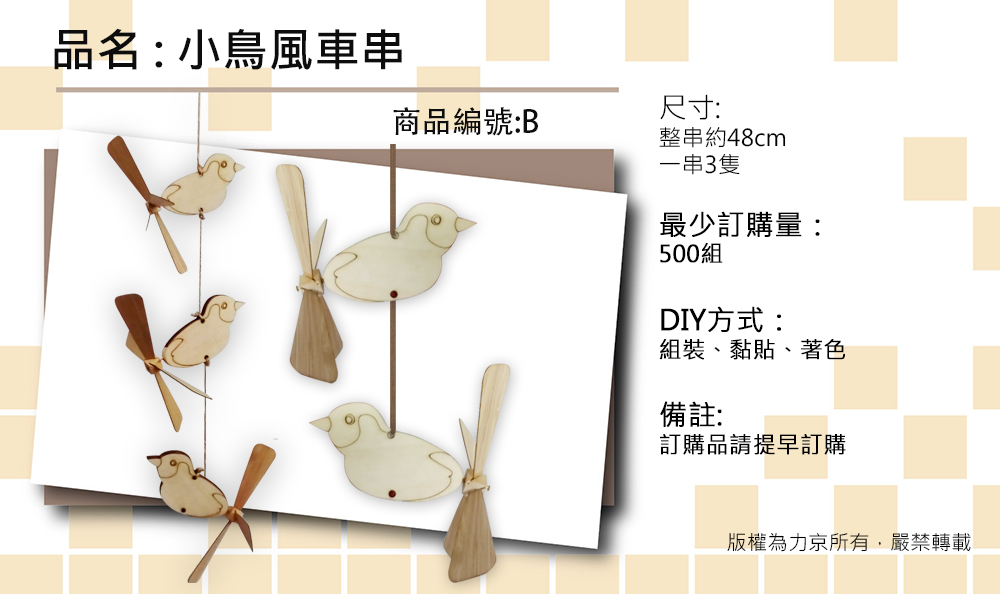 品名 : 小鳥風車串
商品編號:B
尺寸:
整串約48cm
一串3隻
最少訂購量：
500組
DIY方式：
組裝、黏貼、著色
備註:
訂購品請提早訂購
版權為力京所有，嚴禁轉載